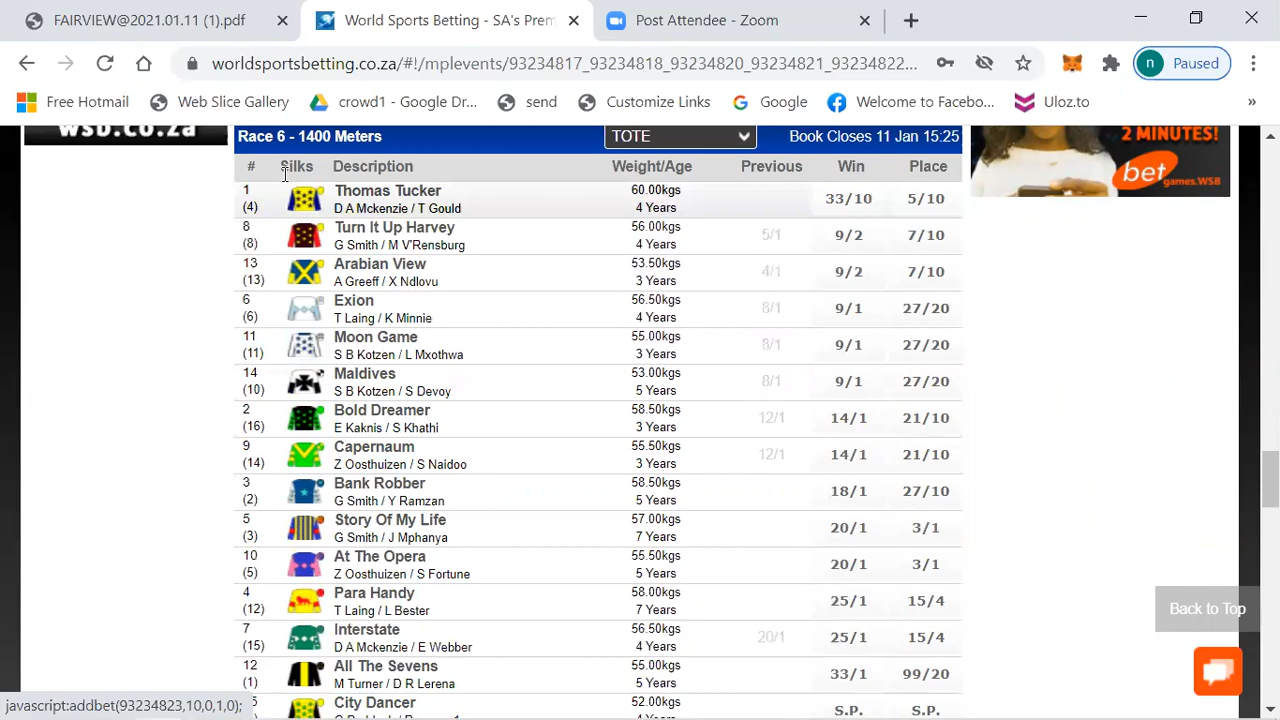 FAIRVIEW@2021.01.11 (1).pdf
World Sports Betting - SA's Prem
Post Attendee - Zoom
worldsportsbetting.co.za/#!/mplevents/93234817_93234818_93234820_93234821_93234822...
n Paused
Free Hotmail
Web Slice Gallery
crowd1 - Google Dr...
send
Customize Links
Google
Welcome to Facebo...
Uloz.to
wsb.co.za
Race 6 - 1400 Meters TOTE Book Closes 11 Jan 15:25
2 MINUTES!
bet games.WSB
# Silks Description Weight/Age Previous Win Place
1 Thomas Tucker 60.00kgs 33/10 5/10
(4) D A Mckenzie / T Gould 4 Years
8 Turn It Up Harvey 56.00kgs 5/1 9/2 7/10
(8) G Smith / M V'Rensburg 4 Years
13 Arabian View 53.50kgs 4/1 9/2 7/10
(13) A Greeff / X Ndlovu 3 Years
6 Exion 56.50kgs 8/1 9/1 27/20
(6) T Laing / K Minnie 4 Years
11 Moon Game 55.00kgs 8/1 9/1 27/20
(11) S B Kotzen / L Mxothwa 3 Years
14 Maldives 53.00kgs 8/1 9/1 27/20
(10) S B Kotzen / S Devoy 5 Years
2 Bold Dreamer 58.50kgs 12/1 14/1 21/10
(16) E Kaknis / S Khathi 3 Years
9 Capernaum 55.50kgs 12/1 14/1 21/10
(14) Z Oosthuizen / S Naidoo 3 Years
3 Bank Robber 58.50kgs 18/1 27/10
(2) G Smith / Y Ramzan 5 Years
5 Story Of My Life 57.00kgs 20/1 3/1
(3) G Smith / J Mphanya 7 Years
10 At The Opera 55.50kgs 20/1 3/1
(5) Z Oosthuizen / S Fortune 5 Years
4 Para Handy 58.00kgs 25/1 15/4
(12) T Laing / L Bester 7 Years
7 Interstate 56.50kgs 20/1 25/1 15/4
(15) D A Mckenzie / E Webber 4 Years
12 All The Sevens 55.00kgs 33/1 99/20
(1) M Turner / D R Lerena 5 Years
City Dancer 52.00kgs S.P. S.P.
Back to Top
javascript:addbet(93234823,10,0,1,0);